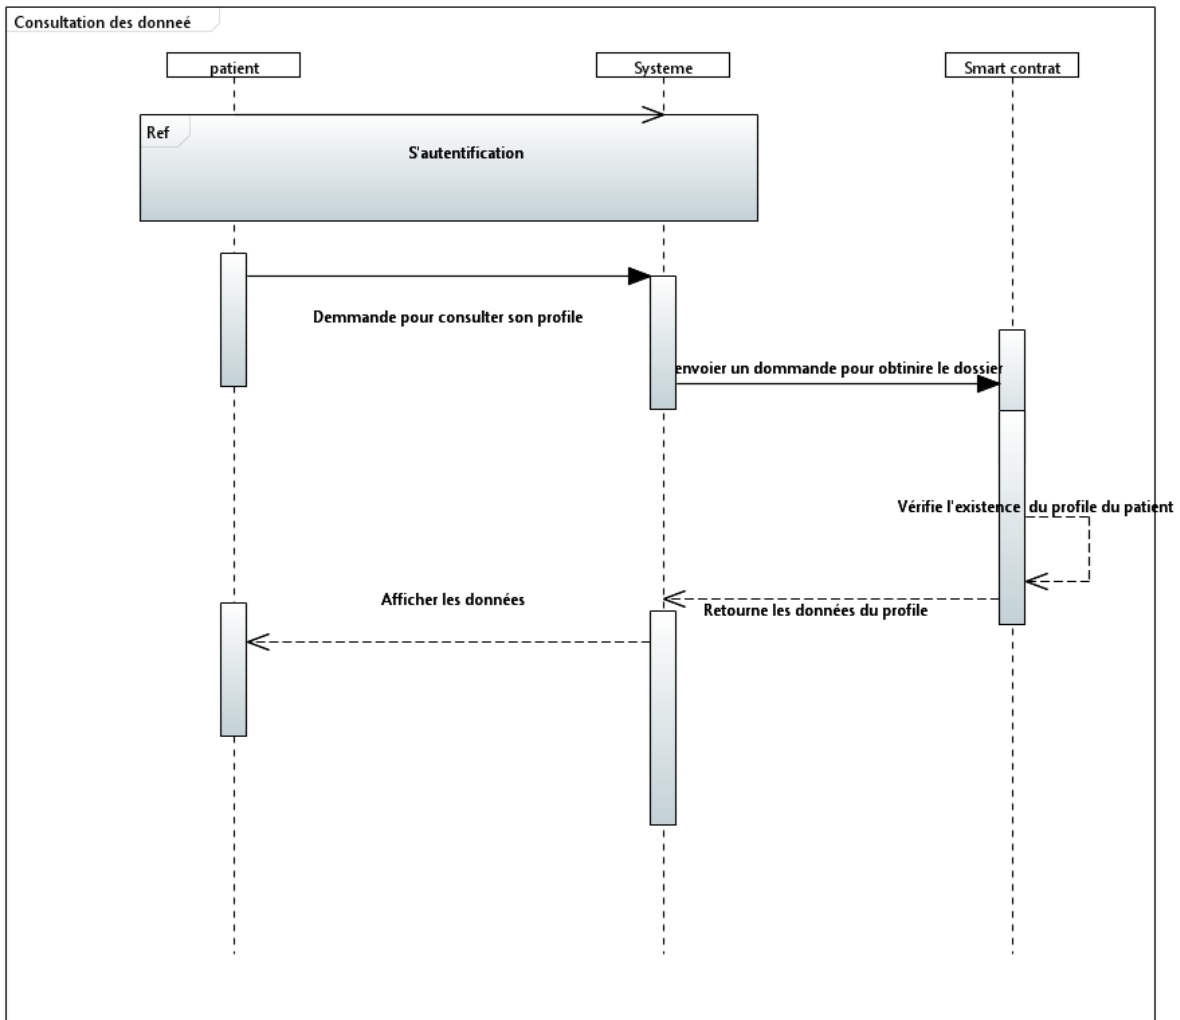 Consultation des donneé
patient
Systeme
Smart contrat
Ref
S'autentification
Demmande pour consulter son profile
envoier un dommande pour obtinire le dossier
Vérifie l'existence du profile du patient
Afficher les données
Retourne les données du profile